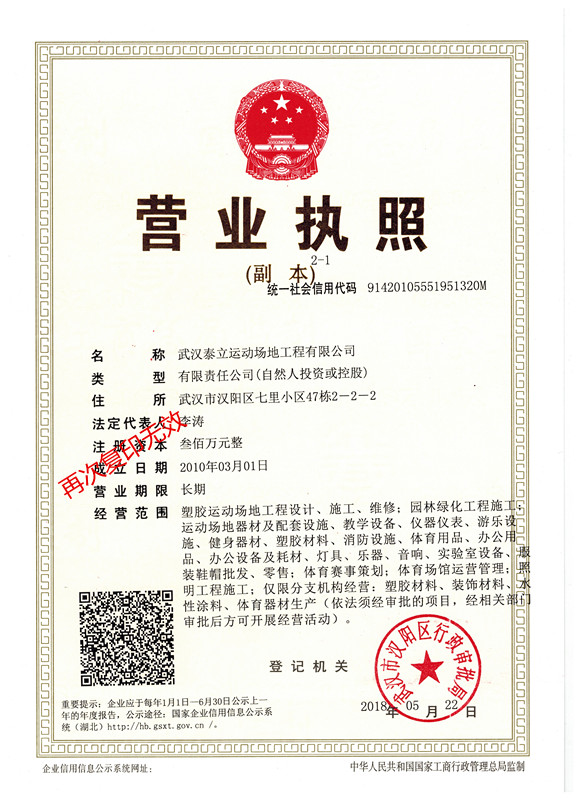 营业执照
(副 本)
2-1
统一社会信用代码 91420105551951320M
名 称 武汉泰立运动场地工程有限公司
类 型 有限责任公司(自然人投资或控股)
住 所 武汉市汉阳区七里小区47栋2-2-2
法定代表人 李涛
注册资本 叁佰万元整
成立日期 2010年03月01日
营业期限 长期
经营范围 塑胶运动场地工程设计、施工、维修；园林绿化工程施工；
运动场地器材及配套设施、教学设备、仪器仪表、游乐设
施、健身器材、塑胶材料、消防设施、体育用品、办公用
品、办公设备及耗材、灯具、乐器、音响、实验室设备、服
装鞋帽批发、零售；体育赛事策划；体育场馆运营管理；照
明工程施工；仅限分支机构经营：塑胶材料、装饰材料、水
性涂料、体育器材生产（依法须经审批的项目，经相关部门
审批后方可开展经营活动）。
再次复印无效
登记机关
武汉市汉阳区行政审批局
2018年 05月 22日
重要提示：企业应于每年1月1日—6月30日公示上一
年的年度报告，公示途径：国家企业信用信息公示系
统（湖北）http://hb.gsxt.gov.cn /。
企业信用信息公示系统网址：
中华人民共和国国家工商行政管理总局监制